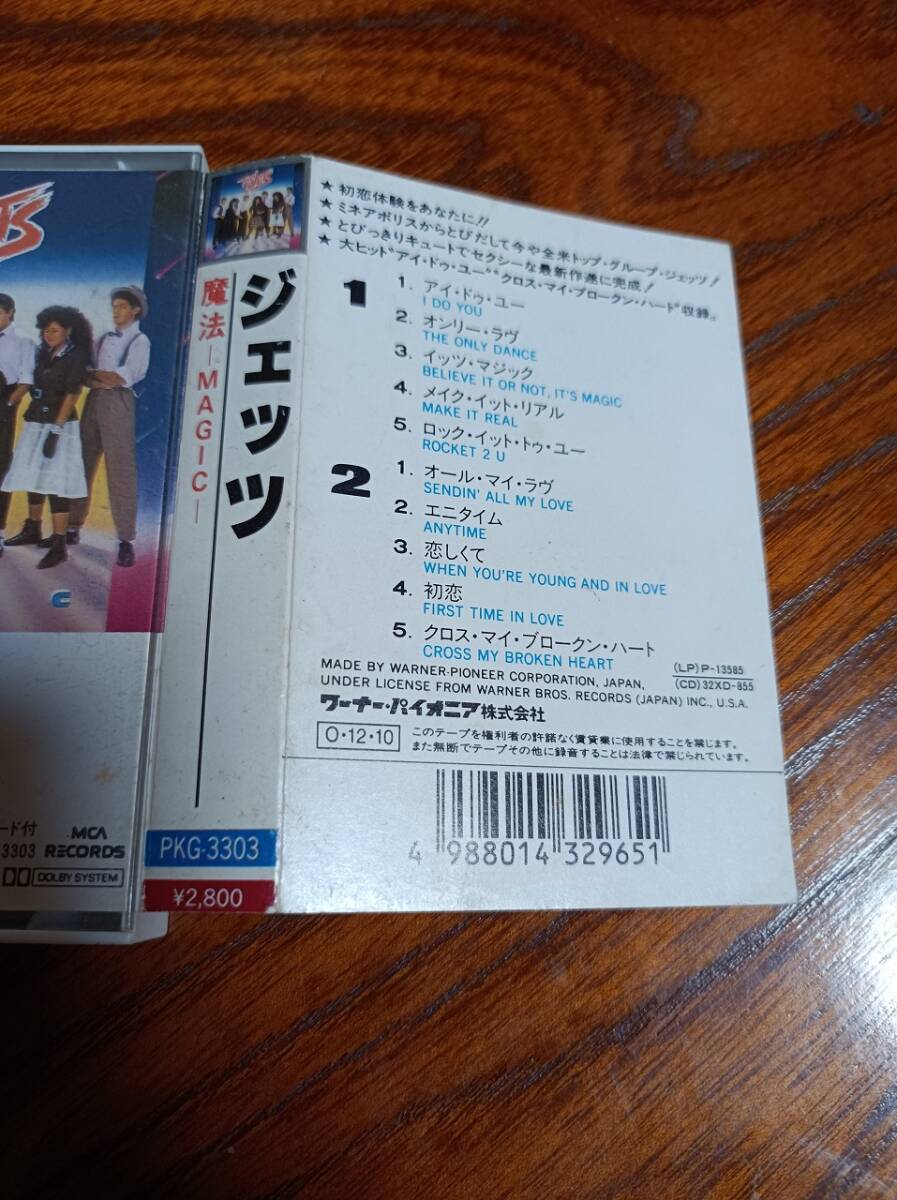 TS
C
ード付
3303
MCA
RECORDS
DOLBY SYSTEM
ジェッツ
魔法—MAGIC—
PKG-3303
¥2,800
★ 初恋体験をあなたに!!
★ ミネアポリスからとびだして今や全米トップ・グループ・ジェッツ!
★ とびっきりキュートでセクシーな最新作遂に完成!
★ 大ヒット"アイ・ドゥ・ユー""クロス・マイ・ブロークン・ハート"収録。
1
1. アイ・ドゥ・ユー
I DO YOU
2. オンリー・ラヴ
THE ONLY DANCE
3. イッツ・マジック
BELIEVE IT OR NOT, IT'S MAGIC
4. メイク・イット・リアル
MAKE IT REAL
5. ロック・イット・トゥ・ユー
ROCKET 2 U
2
1. オール・マイ・ラヴ
SENDIN' ALL MY LOVE
2. エニタイム
ANYTIME
3. 恋しくて
WHEN YOU'RE YOUNG AND IN LOVE
4. 初恋
FIRST TIME IN LOVE
5. クロス・マイ・ブロークン・ハート
CROSS MY BROKEN HEART
(LP)P-13585
(CD)32XD-855
MADE BY WARNER-PIONEER CORPORATION, JAPAN,
UNDER LICENSE FROM WARNER BROS. RECORDS (JAPAN) INC., U.S.A.
ワーナー・パイオニア株式会社
O・12・10
このテープを権利者の許諾なく賃貸業に使用することを禁じます。
また無断でテープその他に録音することは法律で禁じられています。
4 988014 329651